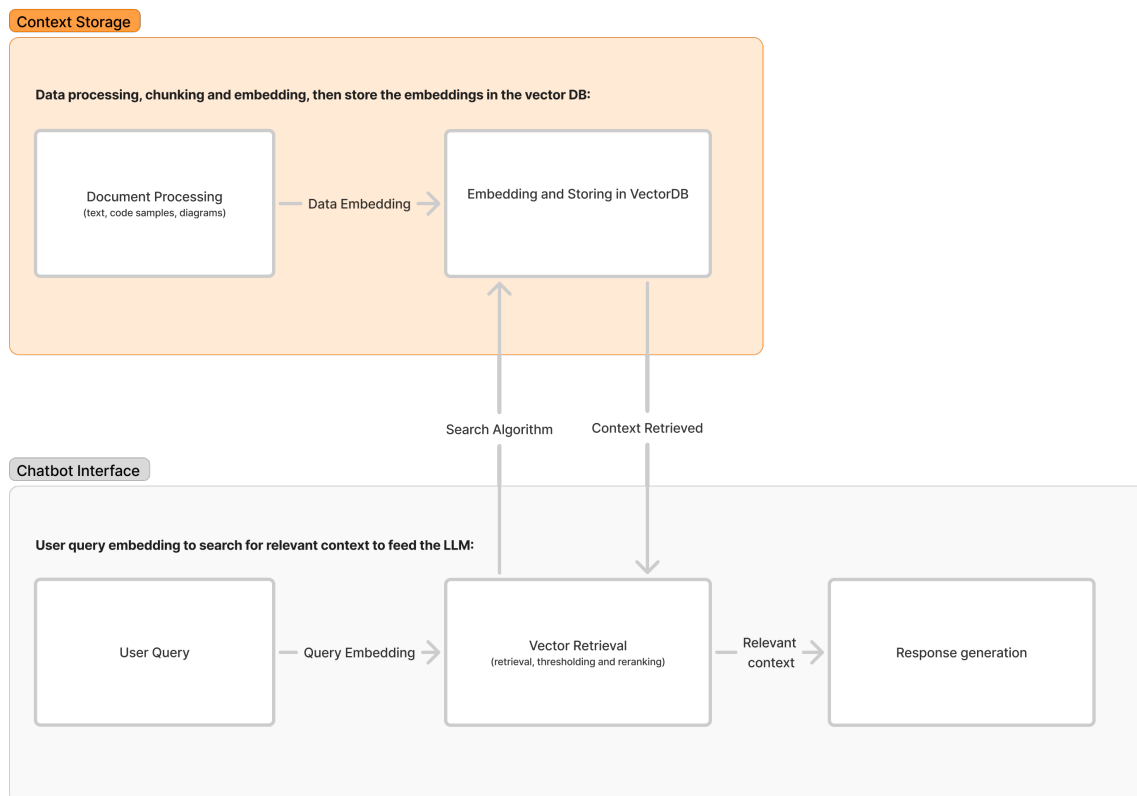 Context Storage
Data processing, chunking and embedding, then store the embeddings in the vector DB:
Document Processing
(text, code samples, diagrams)
Data Embedding
Embedding and Storing in VectorDB
Search Algorithm
Context Retrieved
Chatbot Interface
User query embedding to search for relevant context to feed the LLM:
User Query
Query Embedding
Vector Retrieval
(retrieval, thresholding and reranking)
Relevant
context
Response generation